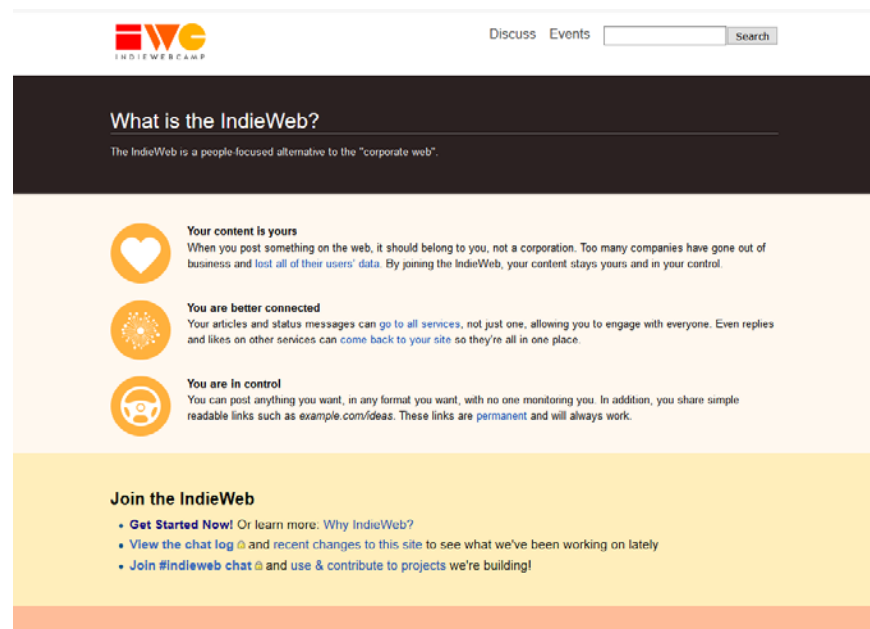 INDIEWEBCAMP
Discuss Events Search
What is the IndieWeb?
The IndieWeb is a people-focused alternative to the "corporate web".
Your content is yours
When you post something on the web, it should belong to you, not a corporation. Too many companies have gone out of
business and lost all of their users' data. By joining the IndieWeb, your content stays yours and in your control.
You are better connected
Your articles and status messages can go to all services, not just one, allowing you to engage with everyone. Even replies
and likes on other services can come back to your site so they're all in one place.
You are in control
You can post anything you want, in any format you want, with no one monitoring you. In addition, you share simple
readable links such as example.com/ideas. These links are permanent and will always work.
Join the IndieWeb
• Get Started Now! Or learn more: Why IndieWeb?
• View the chat log and recent changes to this site to see what we've been working on lately
• Join #indieweb chat and use & contribute to projects we're building!